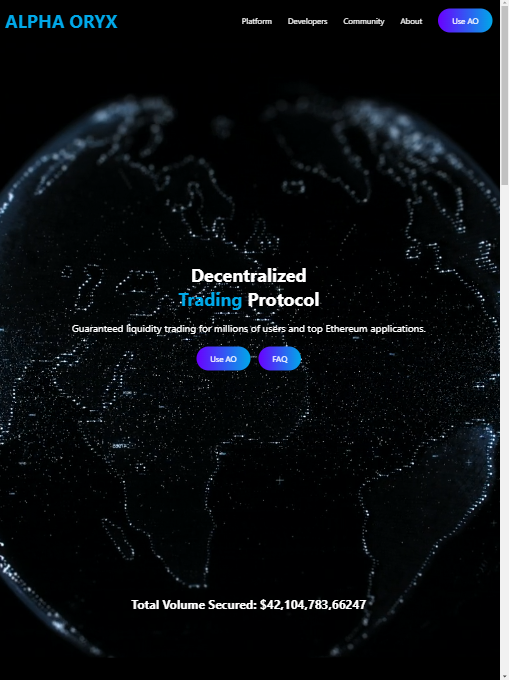 ALPHA ORYX
Platform Developers Community About Use AO
Decentralized
Trading Protocol
Guaranteed liquidity trading for millions of users and top Ethereum applications.
Use AO FAQ
Total Volume Secured: $42,104,783,66247